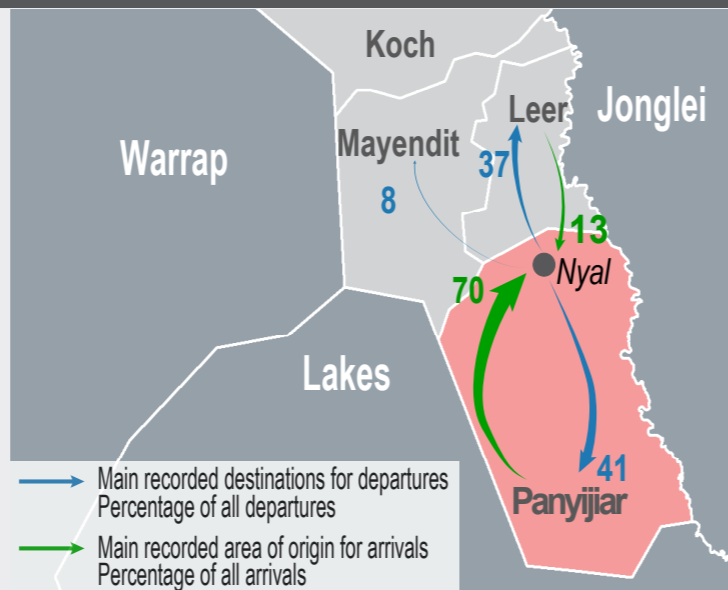 Koch
Leer
Jonglei
Mayendit
Warrap
37
8
13
Nyal
70
Lakes
41
Panyijiar
Main recorded destinations for departures
Percentage of all departures
Main recorded area of origin for arrivals
Percentage of all arrivals